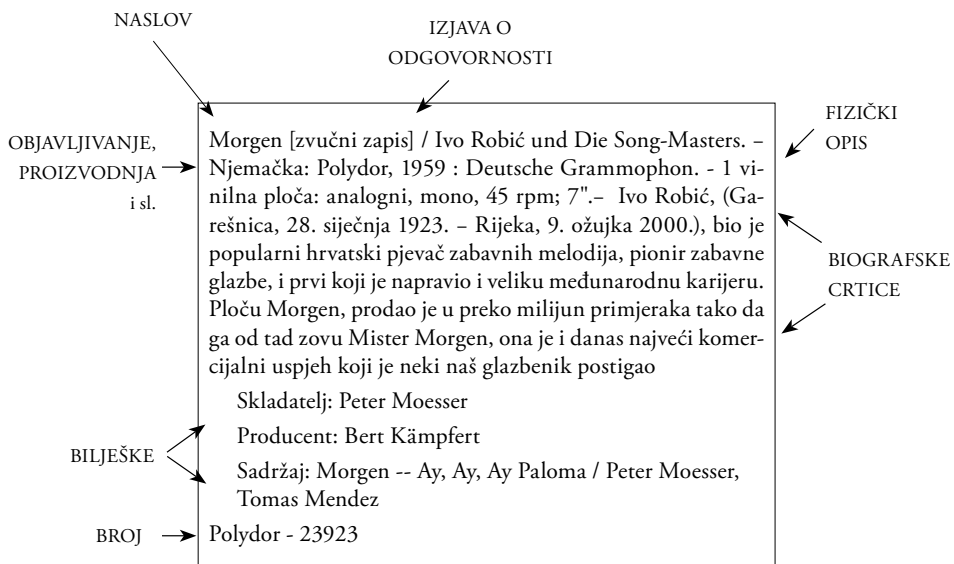 NASLOV
IZJAVA O
ODGOVORNOSTI
FIZIČKI
OPIS
OBJAVLJIVANJE,
PROIZVODNJA
i sl.
Morgen [zvučni zapis] / Ivo Robić und Die Song-Masters. –
Njemačka: Polydor, 1959 : Deutsche Grammophon. - 1 vi-
nilna ploča: analogni, mono, 45 rpm; 7".– Ivo Robić, (Ga-
rešnica, 28. siječnja 1923. – Rijeka, 9. ožujka 2000.), bio je
popularni hrvatski pjevač zabavnih melodija, pionir zabavne
glazbe, i prvi koji je napravio i veliku međunarodnu karijeru.
Ploču Morgen, prodao je u preko milijun primjeraka tako da
ga od tad zovu Mister Morgen, ona je i danas najveći komer-
cijalni uspjeh koji je neki naš glazbenik postigao
BIOGRAFSKE
CRTICE
Skladatelj: Peter Moesser
Producent: Bert Kämpfert
Sadržaj: Morgen -- Ay, Ay, Ay Paloma / Peter Moesser,
Tomas Mendez
BILJEŠKE
BROJ
Polydor - 23923